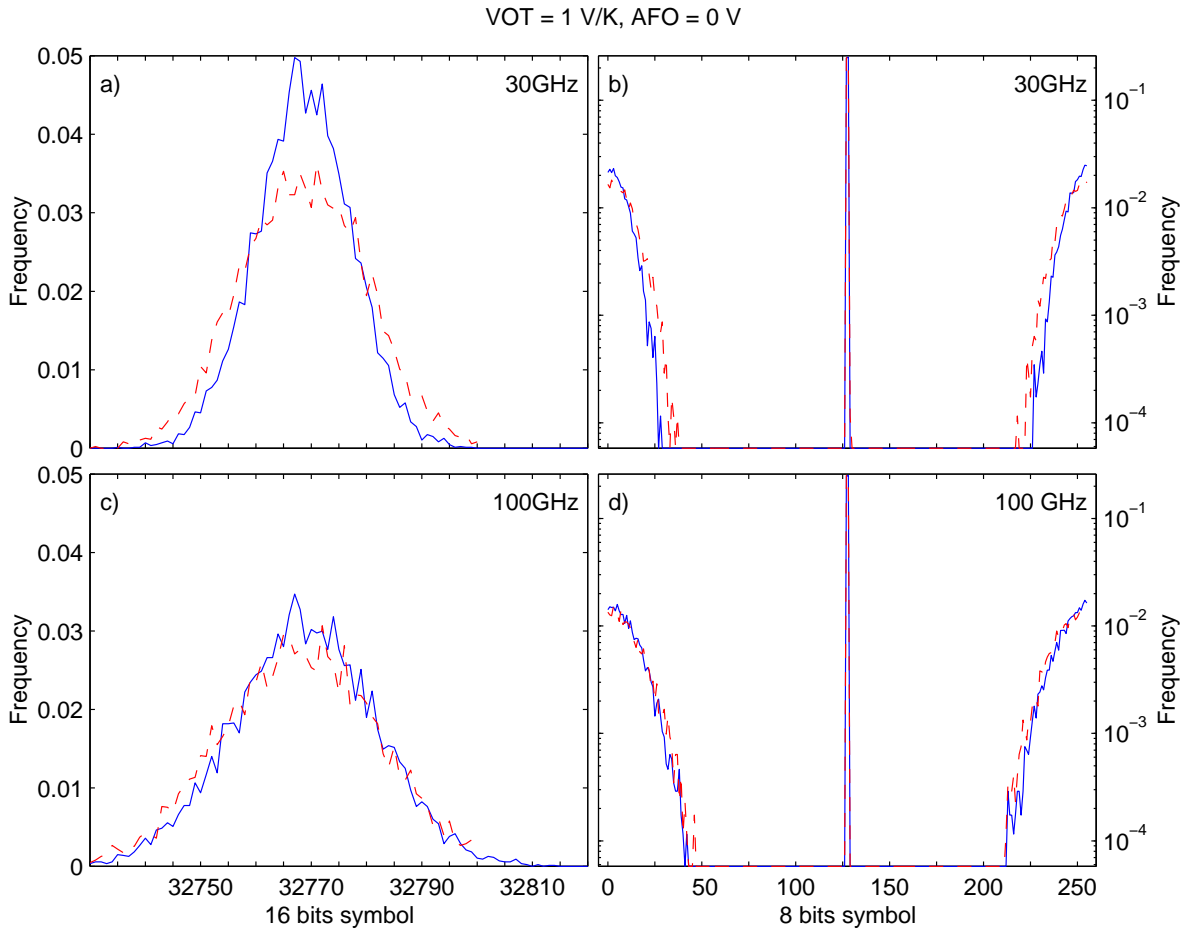 VOT = 1 V/K, AFO = 0 V
a)
30GHz
b)
30GHz
0.05
0.04
0.03
0.02
0.01
0
Frequency
10⁻¹
10⁻²
10⁻³
10⁻⁴
Frequency
c)
100GHz
d)
100 GHz
0.05
0.04
0.03
0.02
0.01
0
Frequency
10⁻¹
10⁻²
10⁻³
10⁻⁴
Frequency
32750 32770 32790 32810
0 50 100 150 200 250
16 bits symbol
8 bits symbol